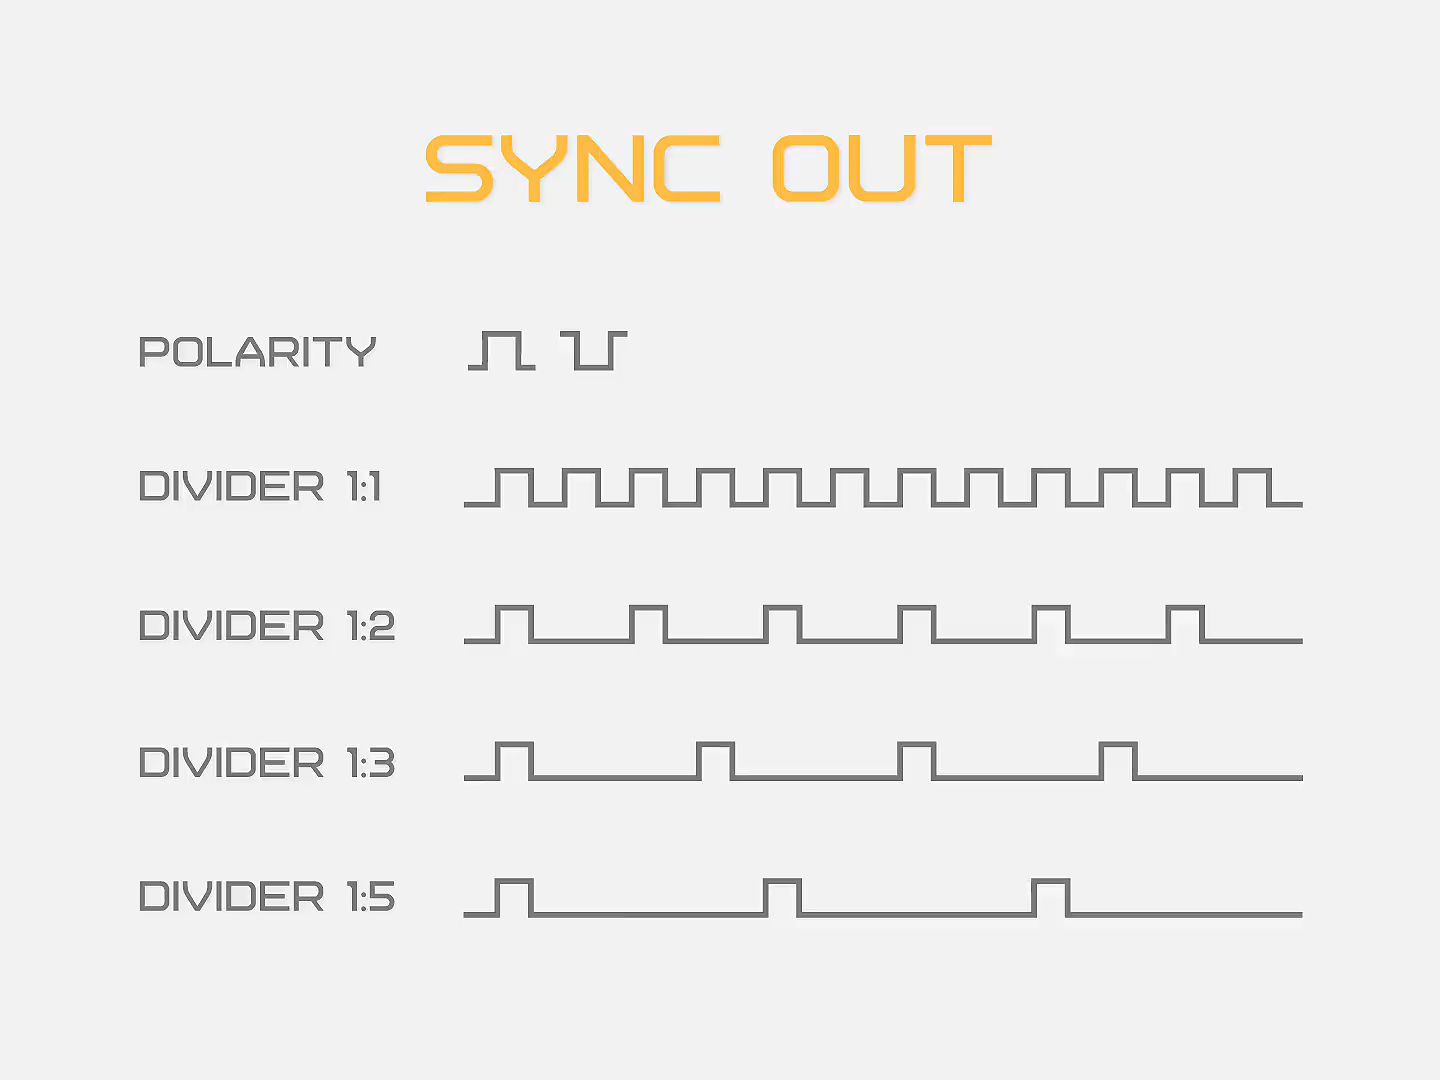 SYNC OUT
POLARITY
DIVIDER 1:1
DIVIDER 1:2
DIVIDER 1:3
DIVIDER 1:5